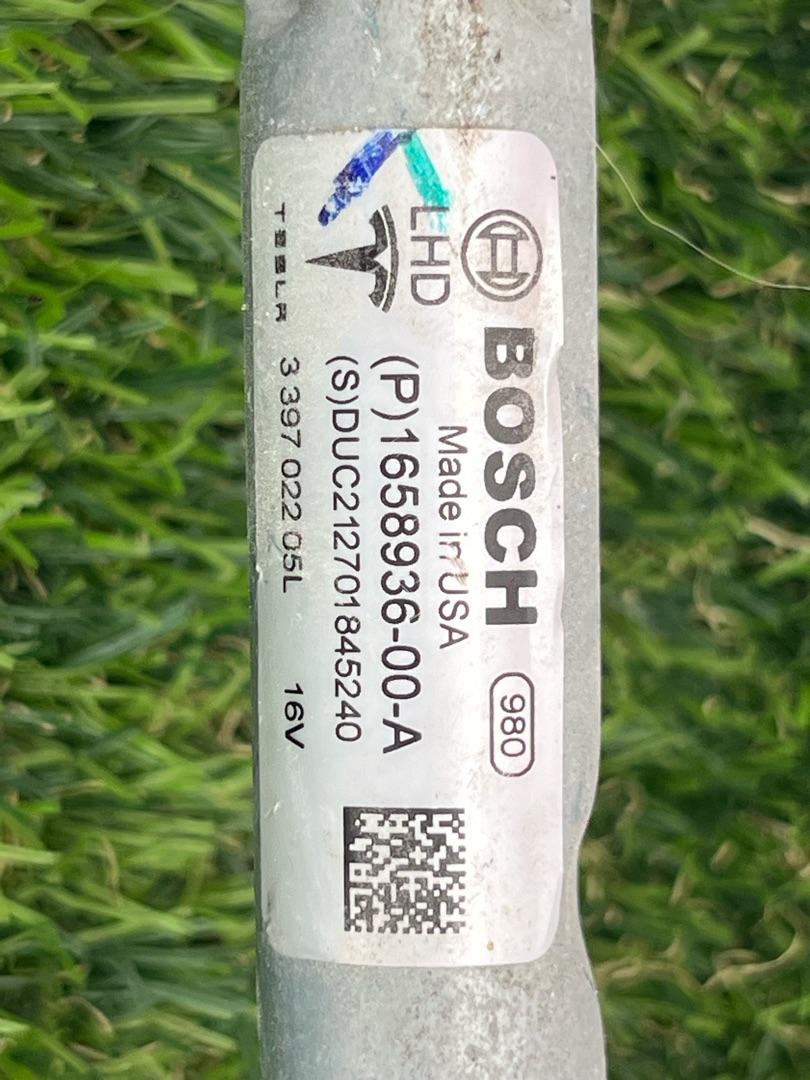 BOSCH 980
Made in USA
LHD
(P)1658936-00-A
(S)DUC212701845240
TESLA 3 397 022 05L 16V